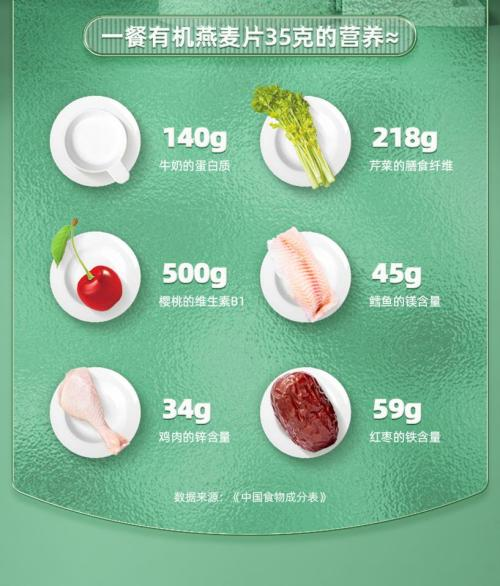 一餐有机燕麦片35克的营养≈
140g
牛奶的蛋白质
218g
芹菜的膳食纤维
500g
樱桃的维生素B1
45g
鳕鱼的镁含量
34g
鸡肉的锌含量
59g
红枣的铁含量
数据来源：《中国食物成分表》